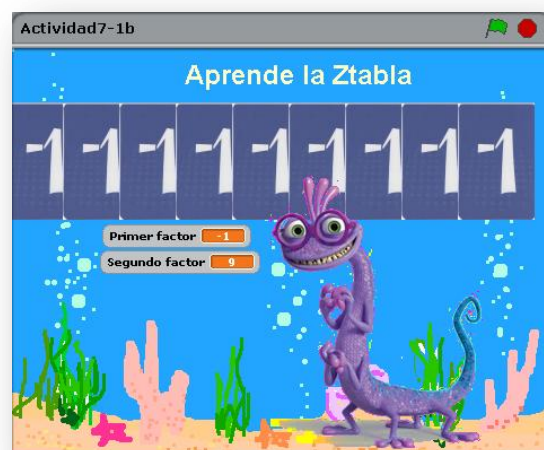 Actividad7-1b
Aprende la Ztabla
-1 -1 -1 -1 -1 -1 -1 -1 -1
Primer factor -1
Segundo factor 9